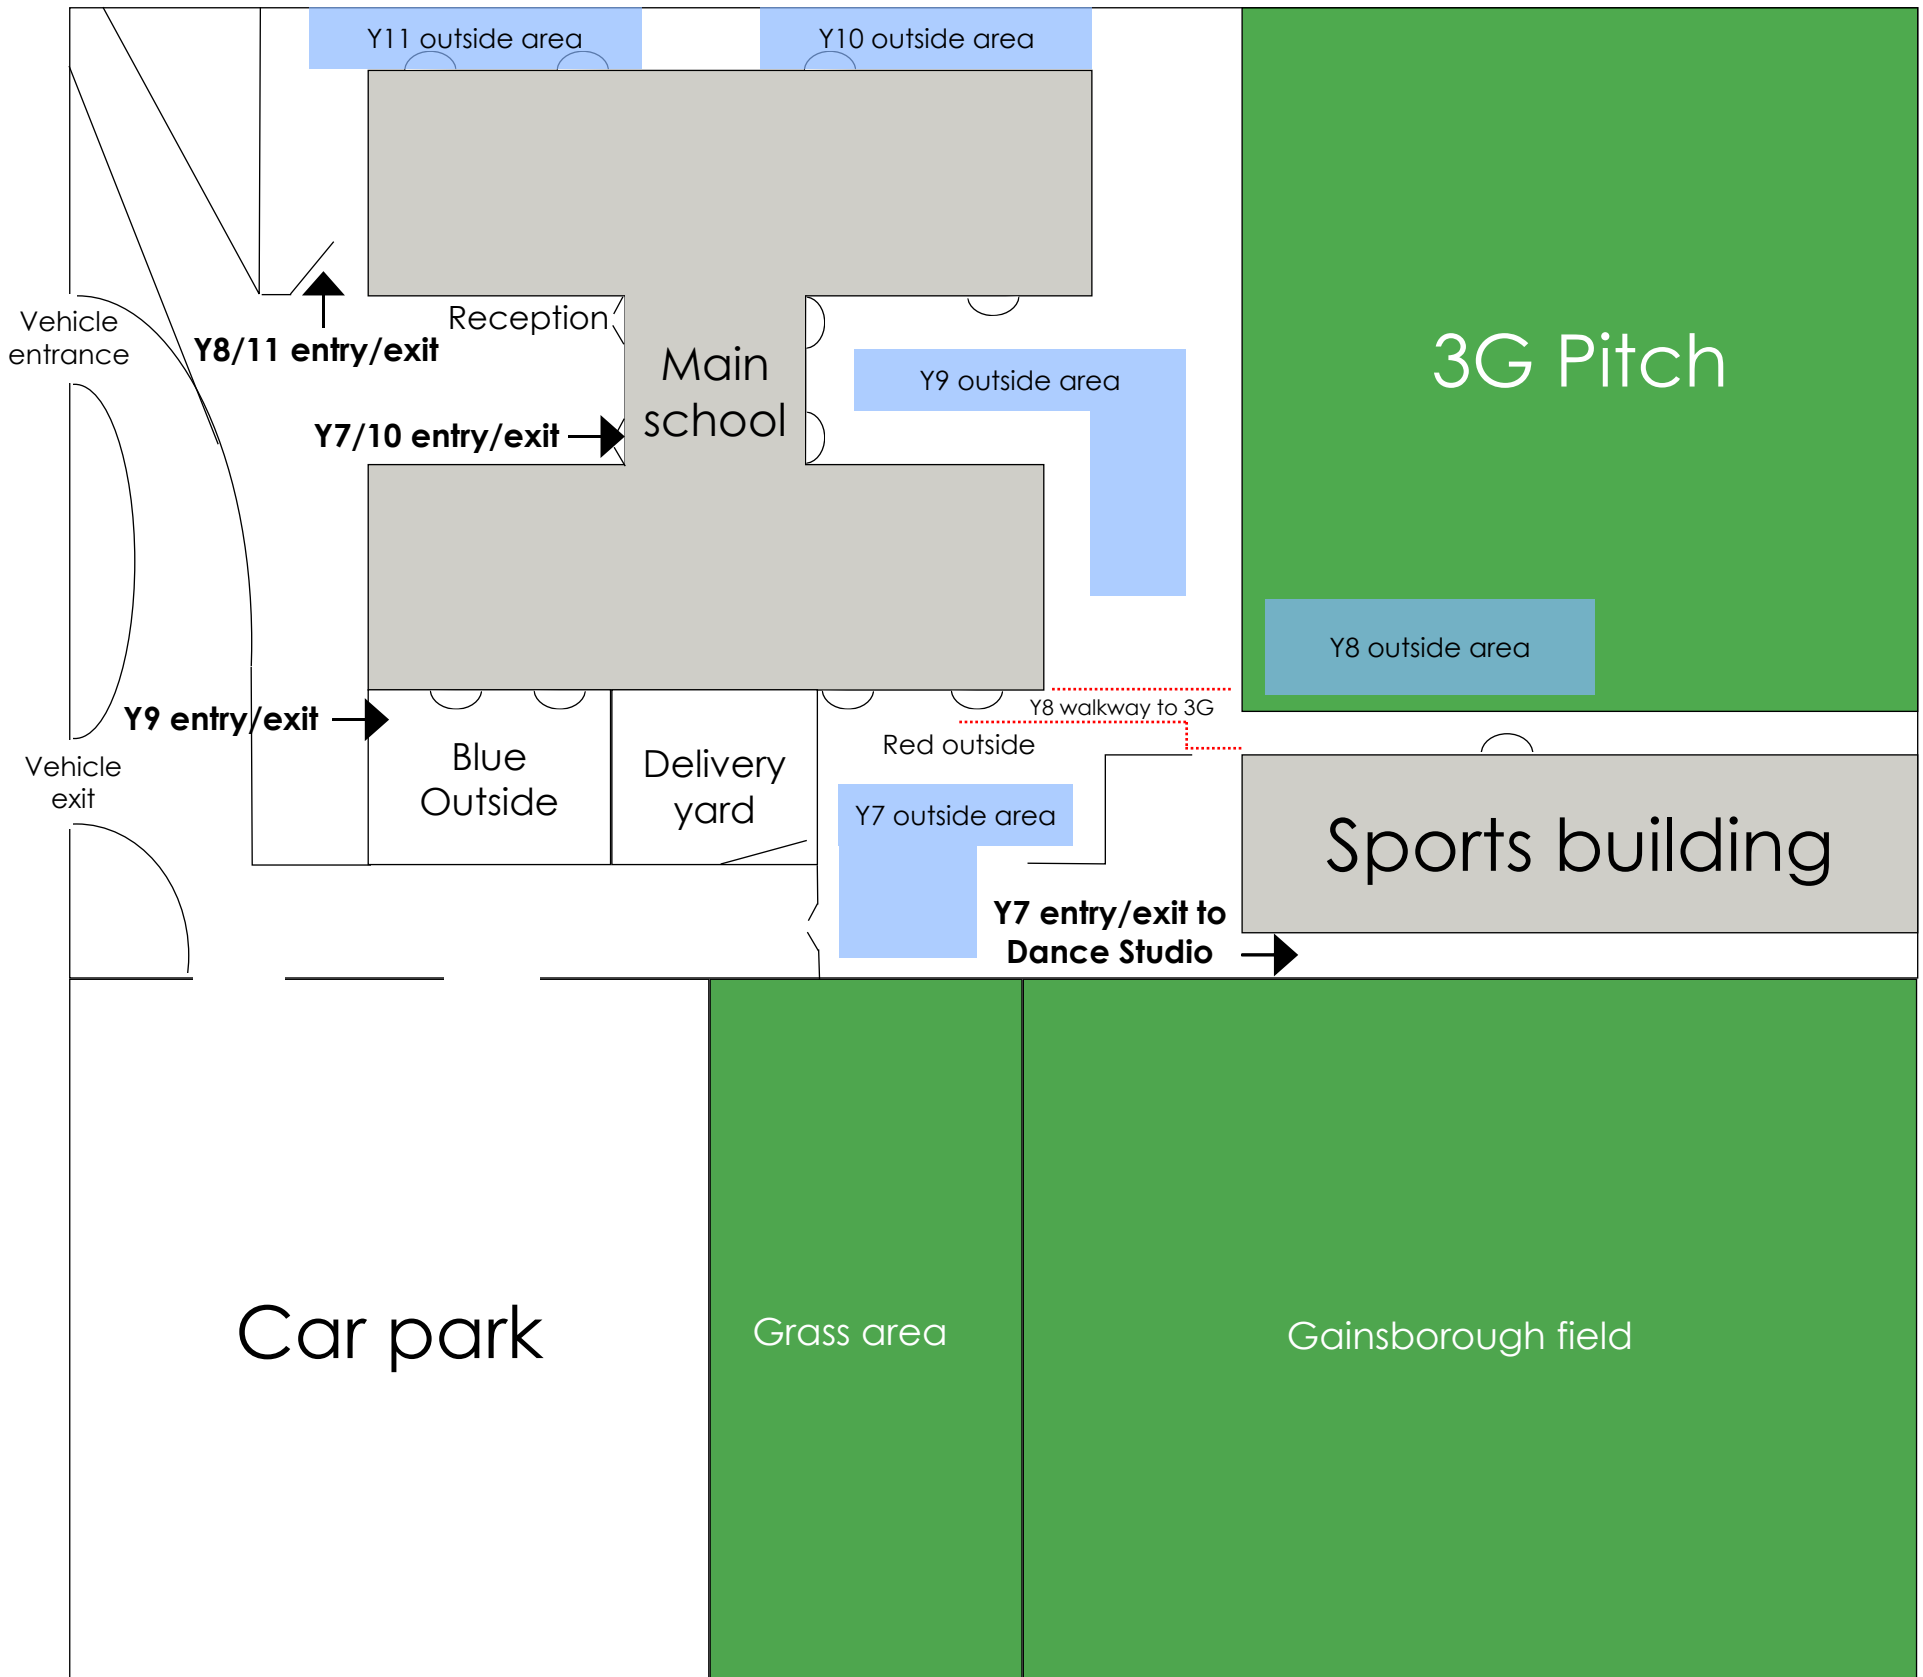 Y11 outside area
Y10 outside area
Reception
Vehicle
entrance
Y8/11 entry/exit
Main
school
3G Pitch
Y9 outside area
Y7/10 entry/exit
Y8 outside area
Y9 entry/exit
Y8 walkway to 3G
Red outside
Blue
Outside
Delivery
yard
Vehicle
exit
Y7 outside area
Sports building
Y7 entry/exit to
Dance Studio
Car park
Grass area
Gainsborough field